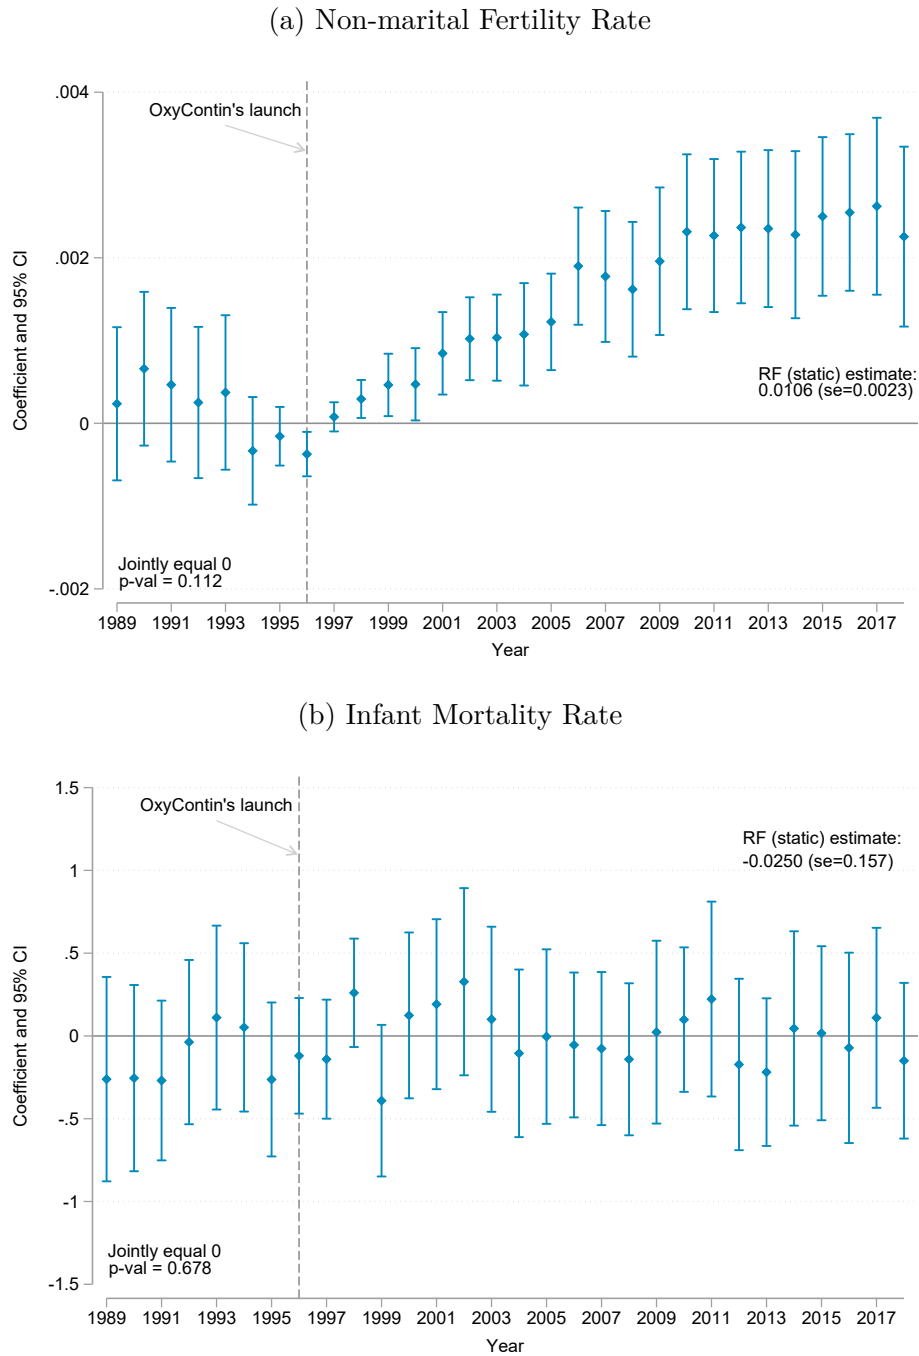 (a) Non-marital Fertility Rate
.004
OxyContin's launch
.002
Coefficient and 95% CI
RF (static) estimate:
0.0106 (se=0.0023)
0
Jointly equal 0
p-val = 0.112
-.002
1989 1991 1993 1995 1997 1999 2001 2003 2005 2007 2009 2011 2013 2015 2017
Year
(b) Infant Mortality Rate
1.5
OxyContin's launch
RF (static) estimate:
-0.0250 (se=0.157)
1
.5
Coefficient and 95% CI
0
-.5
-1
Jointly equal 0
p-val = 0.678
-1.5
1989 1991 1993 1995 1997 1999 2001 2003 2005 2007 2009 2011 2013 2015 2017
Year